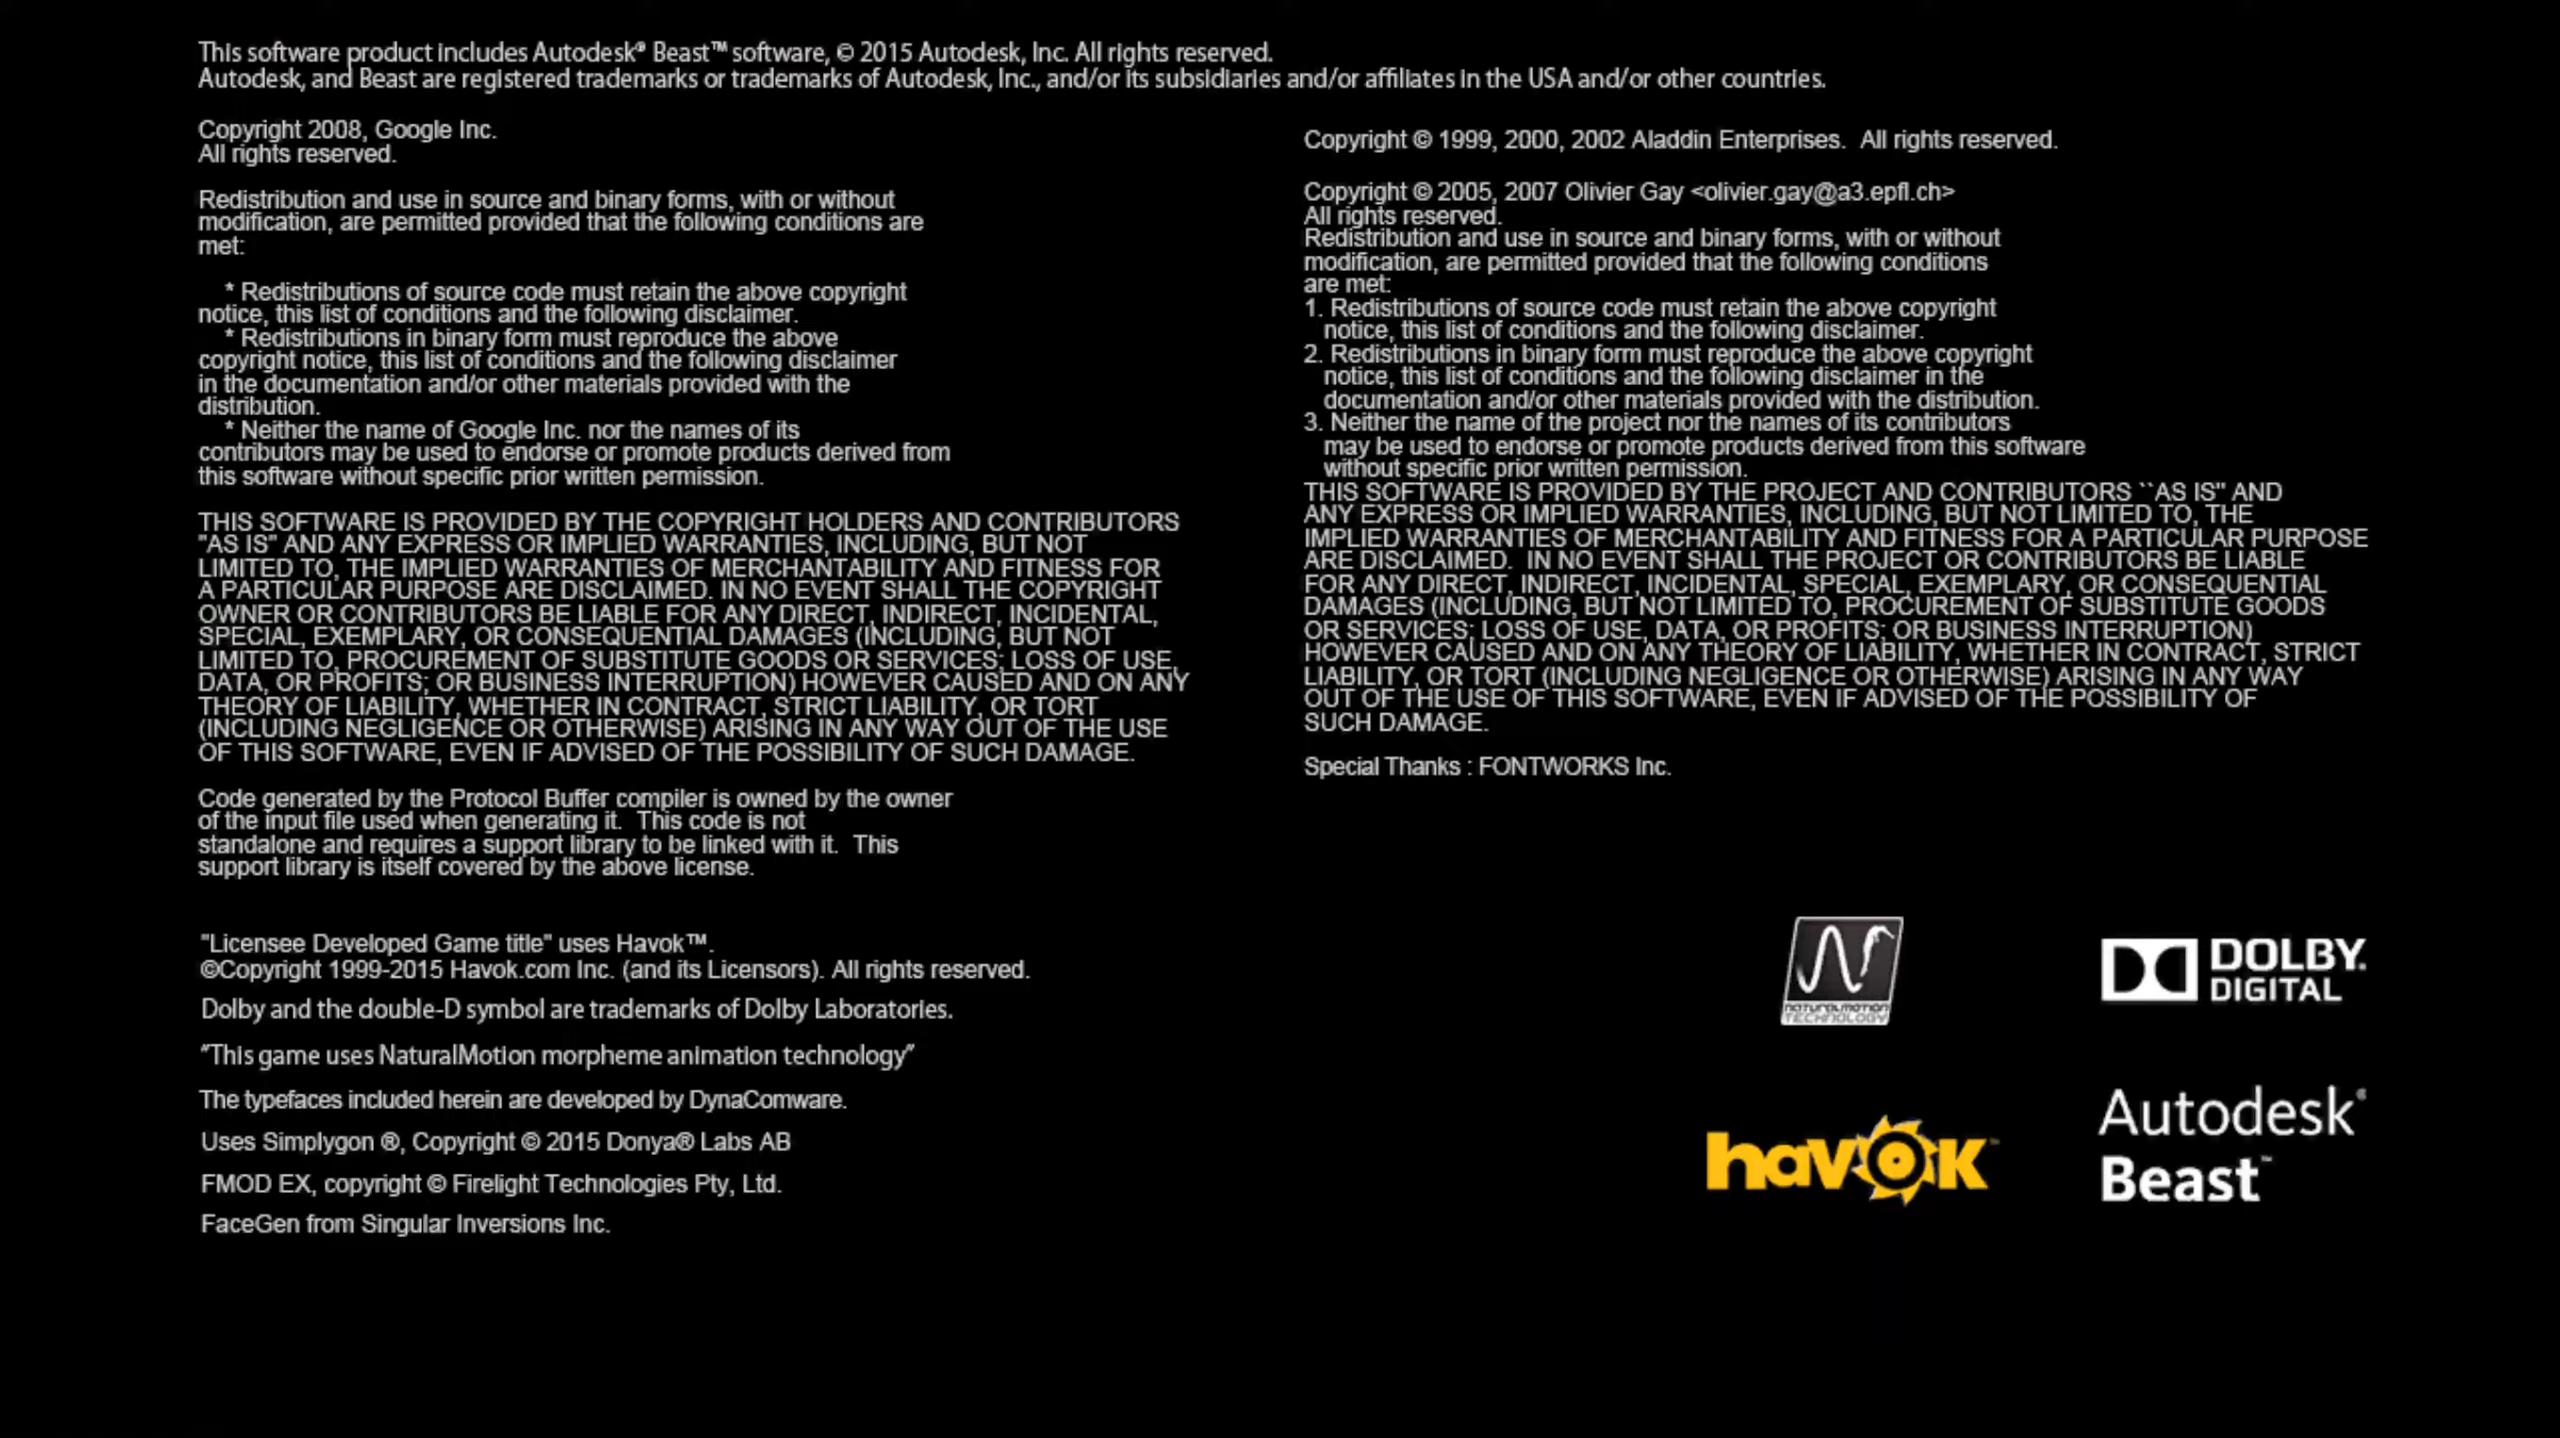 This software product includes Autodesk® Beast™ software, © 2015 Autodesk, Inc. All rights reserved.
Autodesk, and Beast are registered trademarks or trademarks of Autodesk, Inc., and/or its subsidiaries and/or affiliates in the USA and/or other countries.
Copyright 2008, Google Inc.
All rights reserved.
Redistribution and use in source and binary forms, with or without
modification, are permitted provided that the following conditions are
met:
* Redistributions of source code must retain the above copyright
notice, this list of conditions and the following disclaimer.
* Redistributions in binary form must reproduce the above
copyright notice, this list of conditions and the following disclaimer
in the documentation and/or other materials provided with the
distribution.
* Neither the name of Google Inc. nor the names of its
contributors may be used to endorse or promote products derived from
this software without specific prior written permission.
THIS SOFTWARE IS PROVIDED BY THE COPYRIGHT HOLDERS AND CONTRIBUTORS
"AS IS" AND ANY EXPRESS OR IMPLIED WARRANTIES, INCLUDING, BUT NOT
LIMITED TO, THE IMPLIED WARRANTIES OF MERCHANTABILITY AND FITNESS FOR
A PARTICULAR PURPOSE ARE DISCLAIMED. IN NO EVENT SHALL THE COPYRIGHT
OWNER OR CONTRIBUTORS BE LIABLE FOR ANY DIRECT, INDIRECT, INCIDENTAL,
SPECIAL, EXEMPLARY, OR CONSEQUENTIAL DAMAGES (INCLUDING, BUT NOT
LIMITED TO, PROCUREMENT OF SUBSTITUTE GOODS OR SERVICES; LOSS OF USE,
DATA, OR PROFITS; OR BUSINESS INTERRUPTION) HOWEVER CAUSED AND ON ANY
THEORY OF LIABILITY, WHETHER IN CONTRACT, STRICT LIABILITY, OR TORT
(INCLUDING NEGLIGENCE OR OTHERWISE) ARISING IN ANY WAY OUT OF THE USE
OF THIS SOFTWARE, EVEN IF ADVISED OF THE POSSIBILITY OF SUCH DAMAGE.
Code generated by the Protocol Buffer compiler is owned by the owner
of the input file used when generating it.  This code is not
standalone and requires a support library to be linked with it.  This
support library is itself covered by the above license.
"Licensee Developed Game title" uses Havok™.
©Copyright 1999-2015 Havok.com Inc. (and its Licensors). All rights reserved.
Dolby and the double-D symbol are trademarks of Dolby Laboratories.
"This game uses NaturalMotion morpheme animation technology"
The typefaces included herein are developed by DynaComware.
Uses Simplygon ®, Copyright © 2015 Donya® Labs AB
FMOD EX, copyright © Firelight Technologies Pty, Ltd.
FaceGen from Singular Inversions Inc.
Copyright © 1999, 2000, 2002 Aladdin Enterprises.  All rights reserved.
Copyright © 2005, 2007 Olivier Gay <olivier.gay@a3.epfl.ch>
All rights reserved.
Redistribution and use in source and binary forms, with or without
modification, are permitted provided that the following conditions
are met:
1. Redistributions of source code must retain the above copyright
notice, this list of conditions and the following disclaimer.
2. Redistributions in binary form must reproduce the above copyright
notice, this list of conditions and the following disclaimer in the
documentation and/or other materials provided with the distribution.
3. Neither the name of the project nor the names of its contributors
may be used to endorse or promote products derived from this software
without specific prior written permission.
THIS SOFTWARE IS PROVIDED BY THE PROJECT AND CONTRIBUTORS ``AS IS'' AND
ANY EXPRESS OR IMPLIED WARRANTIES, INCLUDING, BUT NOT LIMITED TO, THE
IMPLIED WARRANTIES OF MERCHANTABILITY AND FITNESS FOR A PARTICULAR PURPOSE
ARE DISCLAIMED.  IN NO EVENT SHALL THE PROJECT OR CONTRIBUTORS BE LIABLE
FOR ANY DIRECT, INDIRECT, INCIDENTAL, SPECIAL, EXEMPLARY, OR CONSEQUENTIAL
DAMAGES (INCLUDING, BUT NOT LIMITED TO, PROCUREMENT OF SUBSTITUTE GOODS
OR SERVICES; LOSS OF USE, DATA, OR PROFITS; OR BUSINESS INTERRUPTION)
HOWEVER CAUSED AND ON ANY THEORY OF LIABILITY, WHETHER IN CONTRACT, STRICT
LIABILITY, OR TORT (INCLUDING NEGLIGENCE OR OTHERWISE) ARISING IN ANY WAY
OUT OF THE USE OF THIS SOFTWARE, EVEN IF ADVISED OF THE POSSIBILITY OF
SUCH DAMAGE.
Special Thanks : FONTWORKS Inc.
NATURALMOTION
TECHNOLOGY
DOLBY.
DIGITAL
havok™
Autodesk®
Beast™